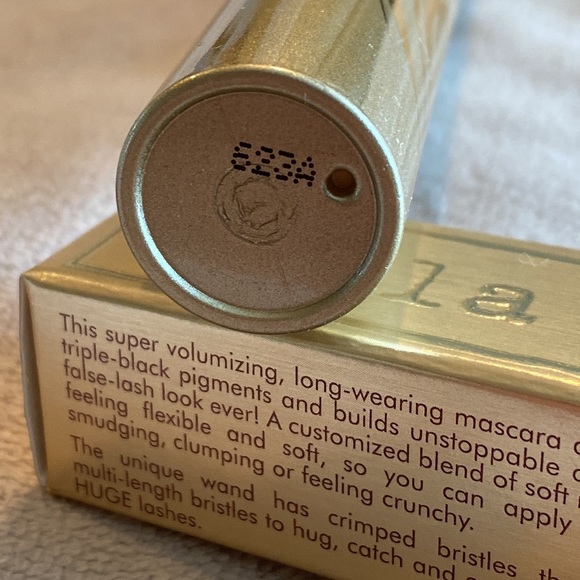 623A
la
This super volumizing, long-wearing mascara
triple-black pigments and builds unstoppable
false-lash look ever! A customized blend of soft
feeling flexible and soft, so you can apply
smudging, clumping or feeling crunchy.
The unique wand has crimped bristles
multi-length bristles to hug, catch and
HUGE lashes.